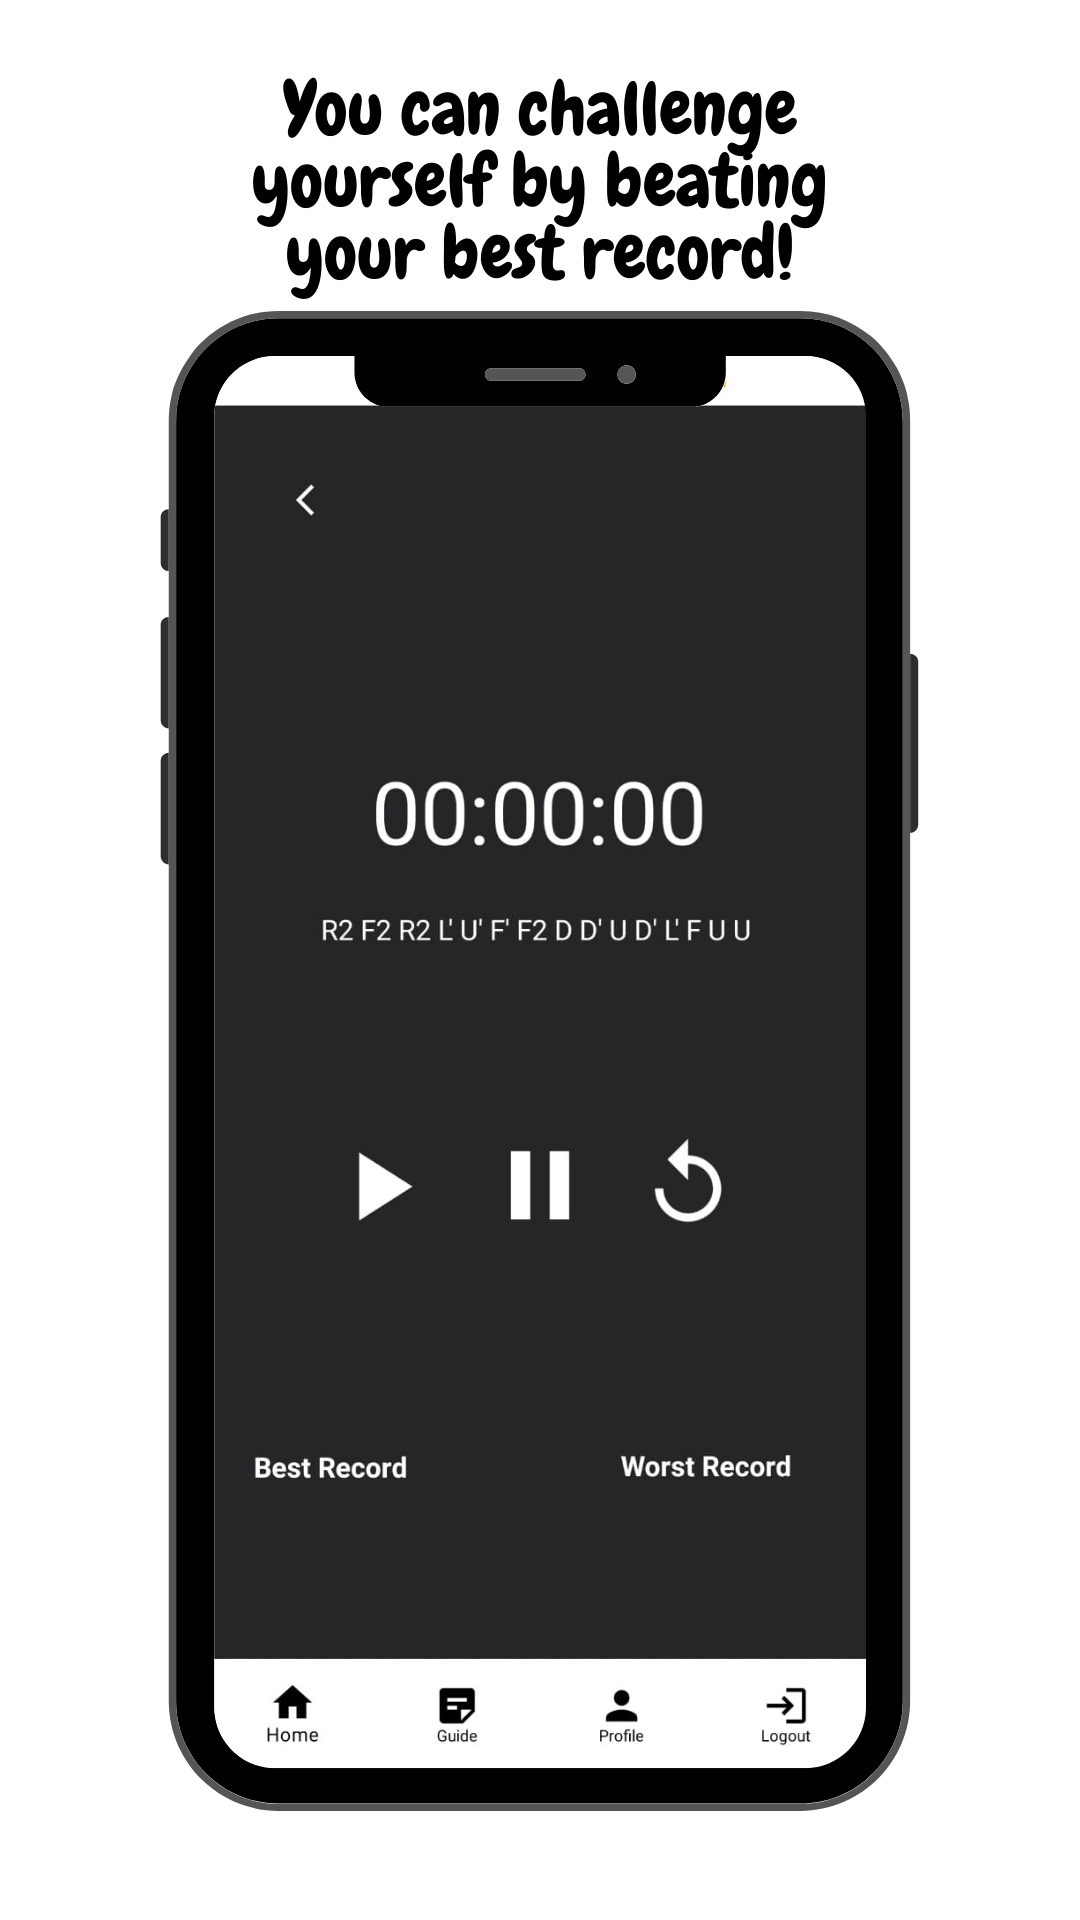 You can challenge
yourself by beating
your best record!
00:00:00
R2 F2 R2 L' U' F' F2 D D' U D' L' F U U
Best Record
Worst Record
Home
Guide
Profile
Logout